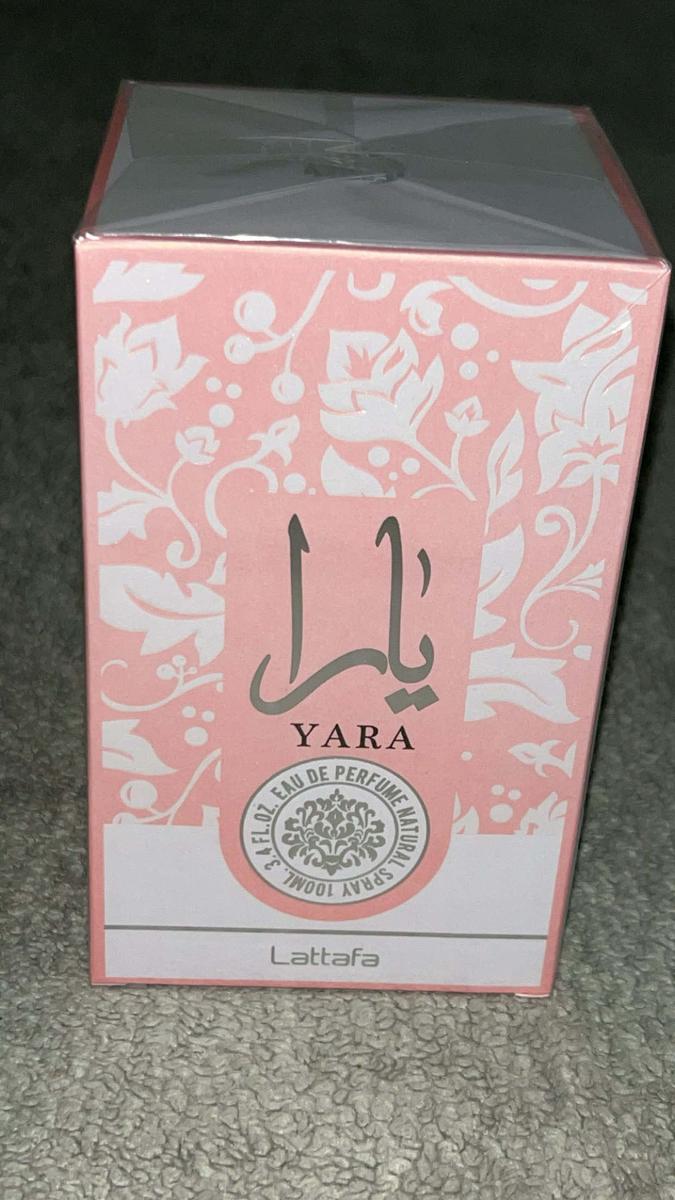 يارا
YARA
EAU DE PERFUME NATURAL SPRAY 100ML. 3.4 FL.OZ.
Lattafa